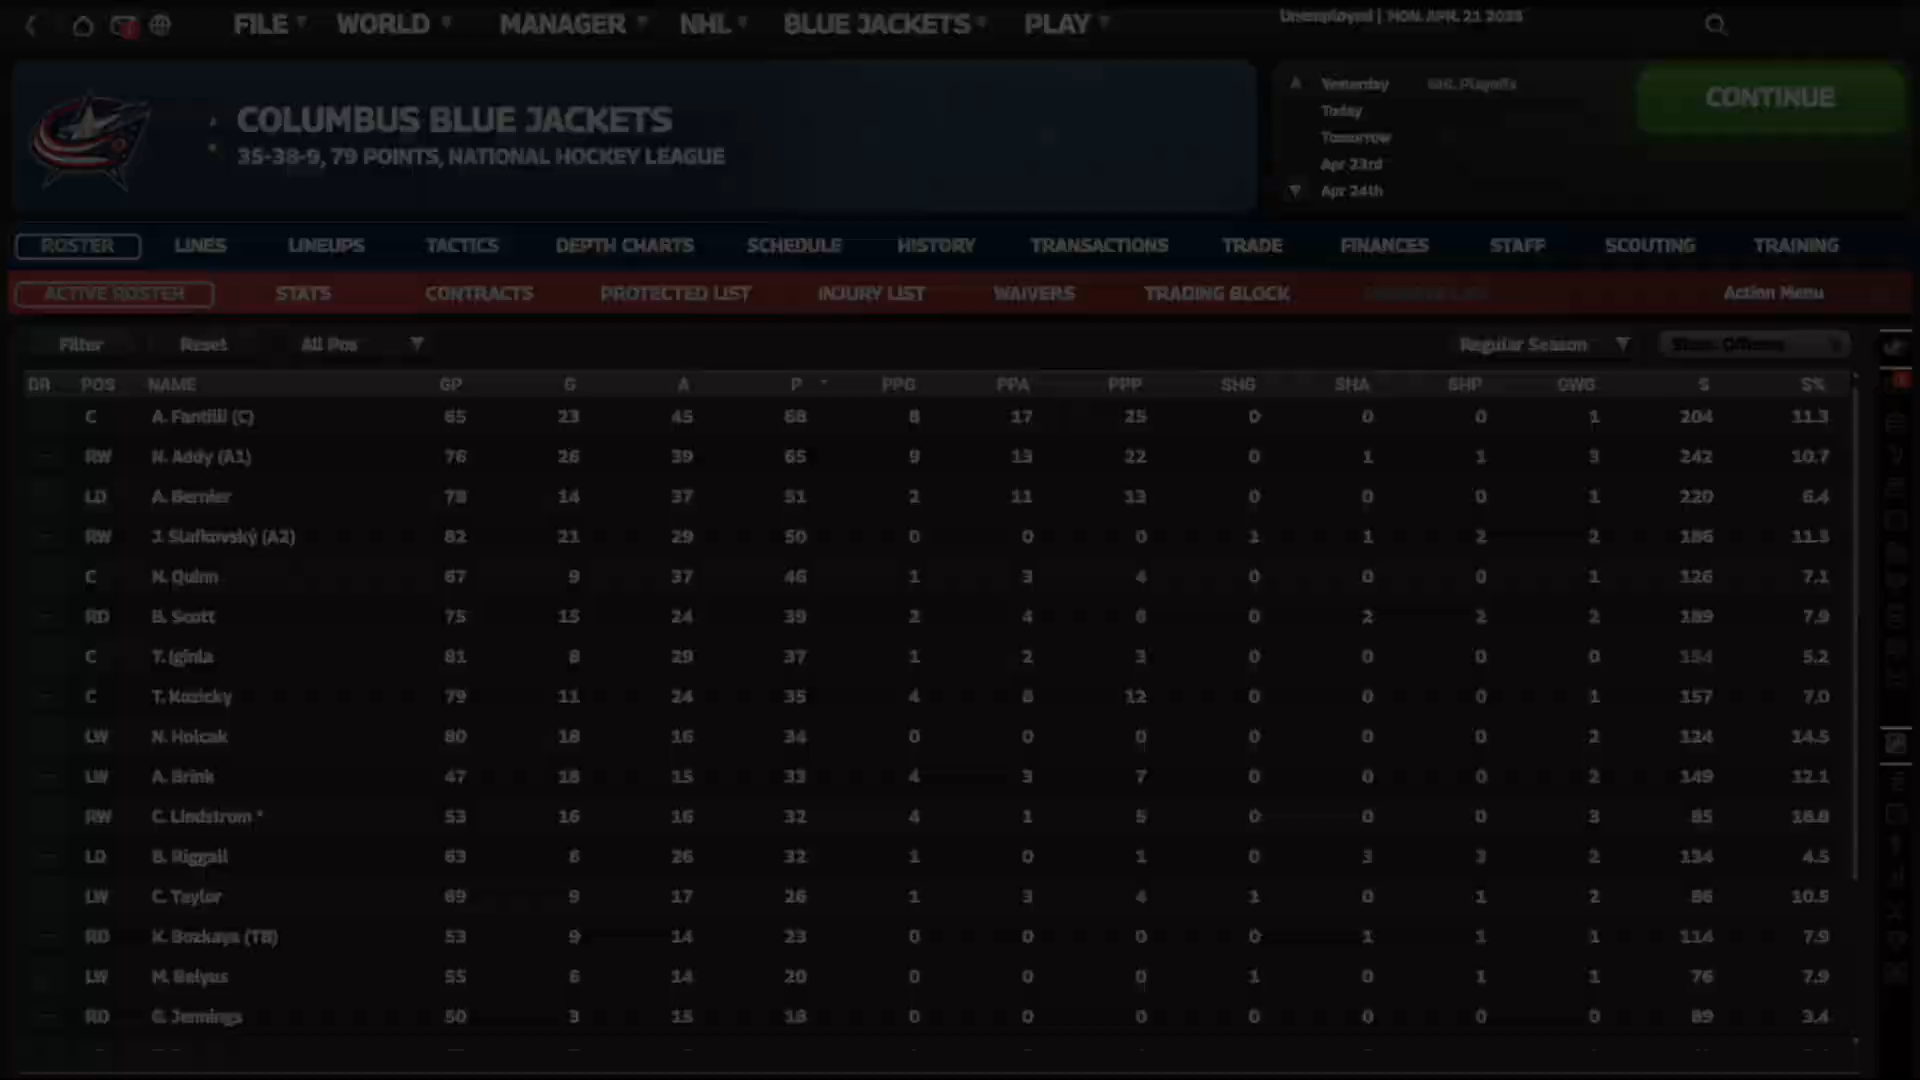 FILE WORLD MANAGER NHL BLUE JACKETS PLAY Unemployed | MON. APR. 21
COLUMBUS BLUE JACKETS
35-38-9, 79 POINTS, NATIONAL HOCKEY LEAGUE
Yesterday NHL Playoffs
Today
Tomorrow
Apr 23rd
Apr 24th
CONTINUE
ROSTER LINES LINEUPS TACTICS DEPTH CHARTS SCHEDULE HISTORY TRANSACTIONS TRADE FINANCES STAFF SCOUTING TRAINING
ACTIVE ROSTER STATS CONTRACTS PROTECTED LIST INJURY LIST WAIVERS TRADING BLOCK Action Menu
Filter Reset All Pos Regular Season
DR POS NAME GP G A P PPG PPA PPP SHG SHA SHP GWG S S%
C A. Fantilli (C) 65 23 45 68 8 17 25 0 0 0 1 204 11.3
RW N. Addy (A1) 76 26 39 65 9 13 22 0 1 1 3 242 10.7
LD A. Bernier 78 14 37 51 2 11 13 0 0 0 1 220 6.4
RW J. Slafkovský (A2) 82 21 29 50 0 0 0 1 1 2 2 186 11.3
C N. Quinn 67 9 37 46 1 3 4 0 0 0 1 126 7.1
RD B. Scott 75 15 24 39 2 4 6 0 2 2 2 189 7.9
C T. Iginla 81 8 29 37 1 2 3 0 0 0 0 154 5.2
C T. Kozicky 79 11 24 35 4 8 12 0 0 0 1 157 7.0
LW N. Holcak 80 18 16 34 0 0 0 0 0 0 2 124 14.5
LW A. Brink 47 18 15 33 4 3 7 0 0 0 2 149 12.1
RW C. Lindstrom * 53 16 16 32 4 1 5 0 0 0 3 95 16.8
LD B. Riggall 63 6 26 32 1 0 1 0 3 3 2 134 4.5
LW C. Taylor 69 9 17 26 1 3 4 1 0 1 2 86 10.5
RD K. Bozkaya (TB) 53 9 14 23 0 0 0 0 1 1 1 114 7.9
LW M. Belyus 55 6 14 20 0 0 0 1 0 1 1 76 7.9
RD G. Jennings 50 3 15 18 0 0 0 0 0 0 0 89 3.4